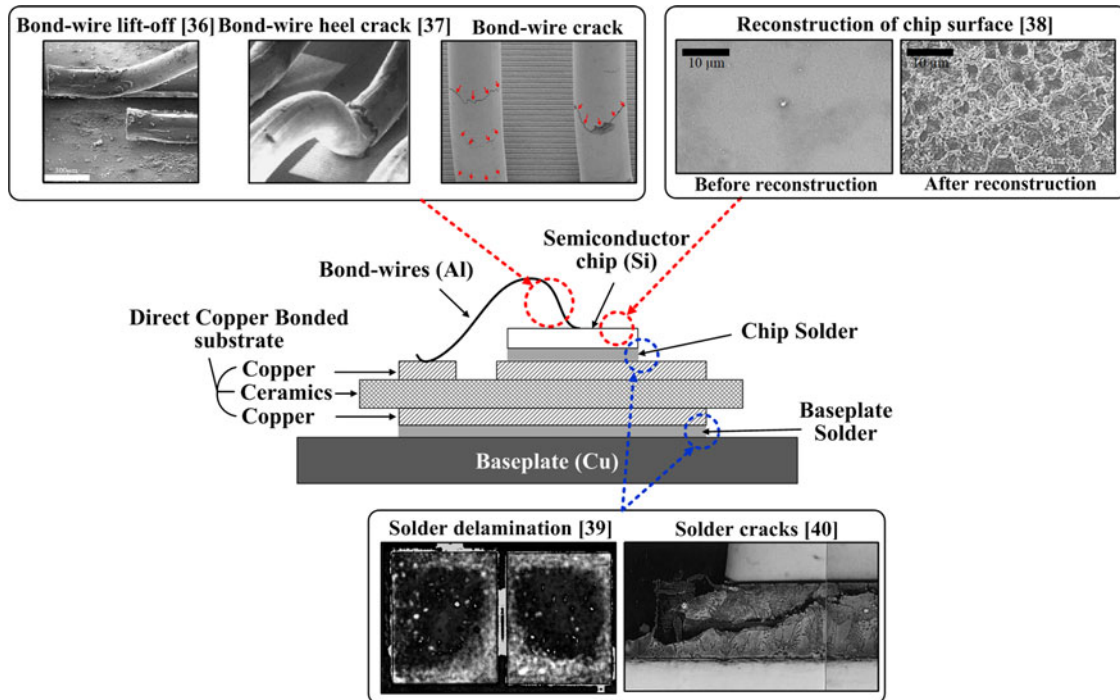 Bond-wire lift-off [36]
Bond-wire heel crack [37]
Bond-wire crack
Reconstruction of chip surface [38]
10 μm
10 μm
Before reconstruction
After reconstruction
Semiconductor
chip (Si)
Bond-wires (Al)
Direct Copper Bonded
substrate
Chip Solder
Copper
Ceramics
Copper
Baseplate
Solder
Baseplate (Cu)
Solder delamination [39]
Solder cracks [40]